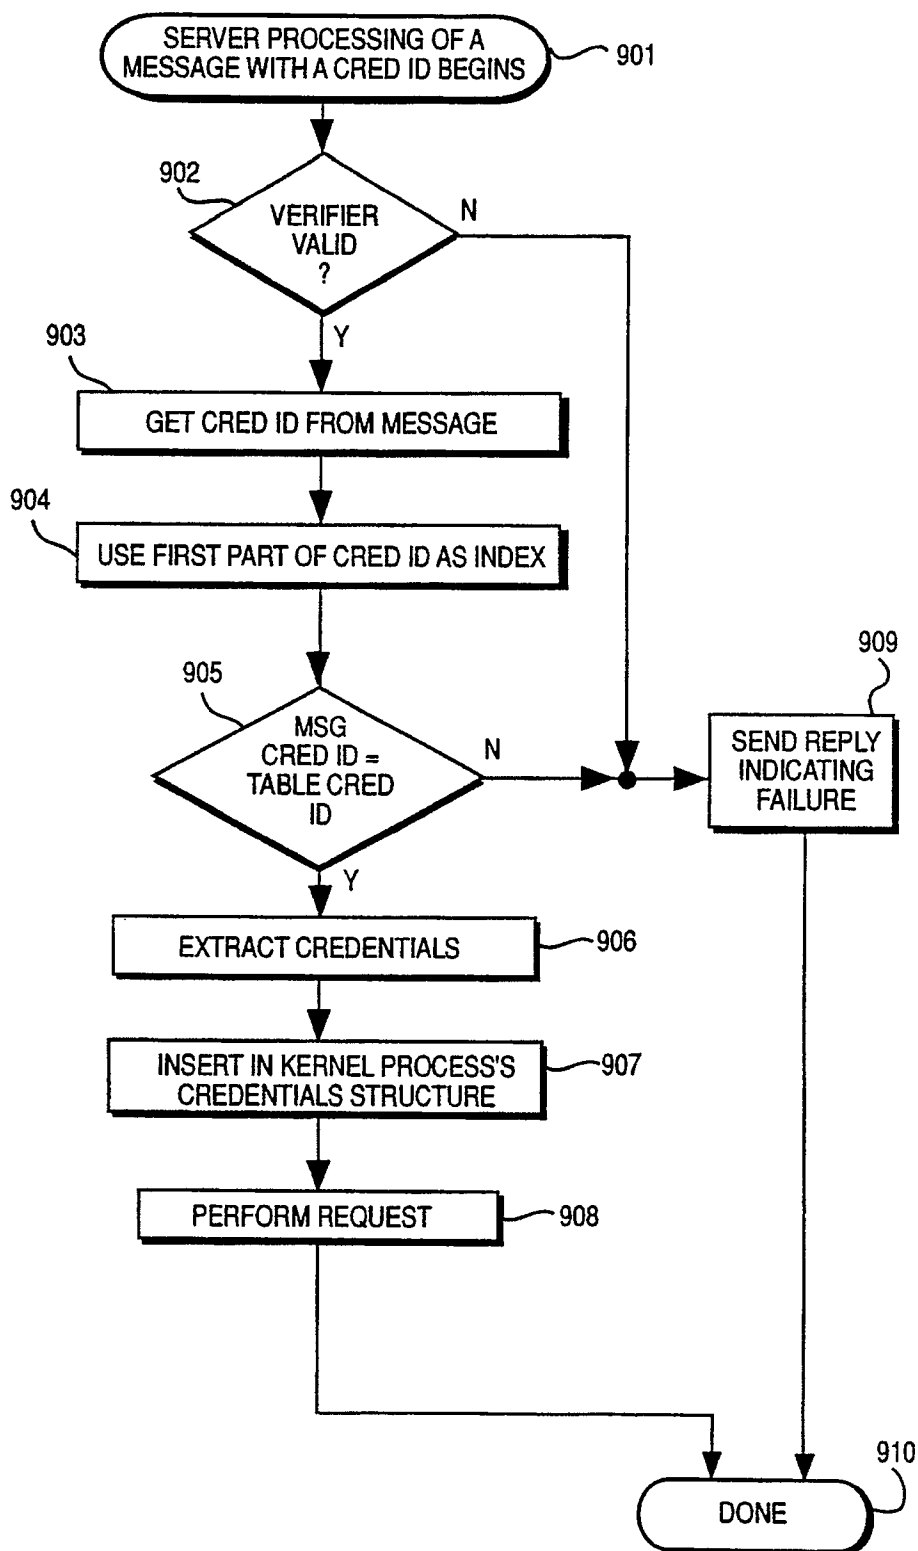 SERVER PROCESSING OF A
MESSAGE WITH A CRED ID BEGINS
901
902
VERIFIER
VALID
?
N
Y
903
GET CRED ID FROM MESSAGE
904
USE FIRST PART OF CRED ID AS INDEX
905
MSG
CRED ID =
TABLE CRED
ID
N
Y
909
SEND REPLY
INDICATING
FAILURE
EXTRACT CREDENTIALS
906
INSERT IN KERNEL PROCESS'S
CREDENTIALS STRUCTURE
907
PERFORM REQUEST
908
910
DONE